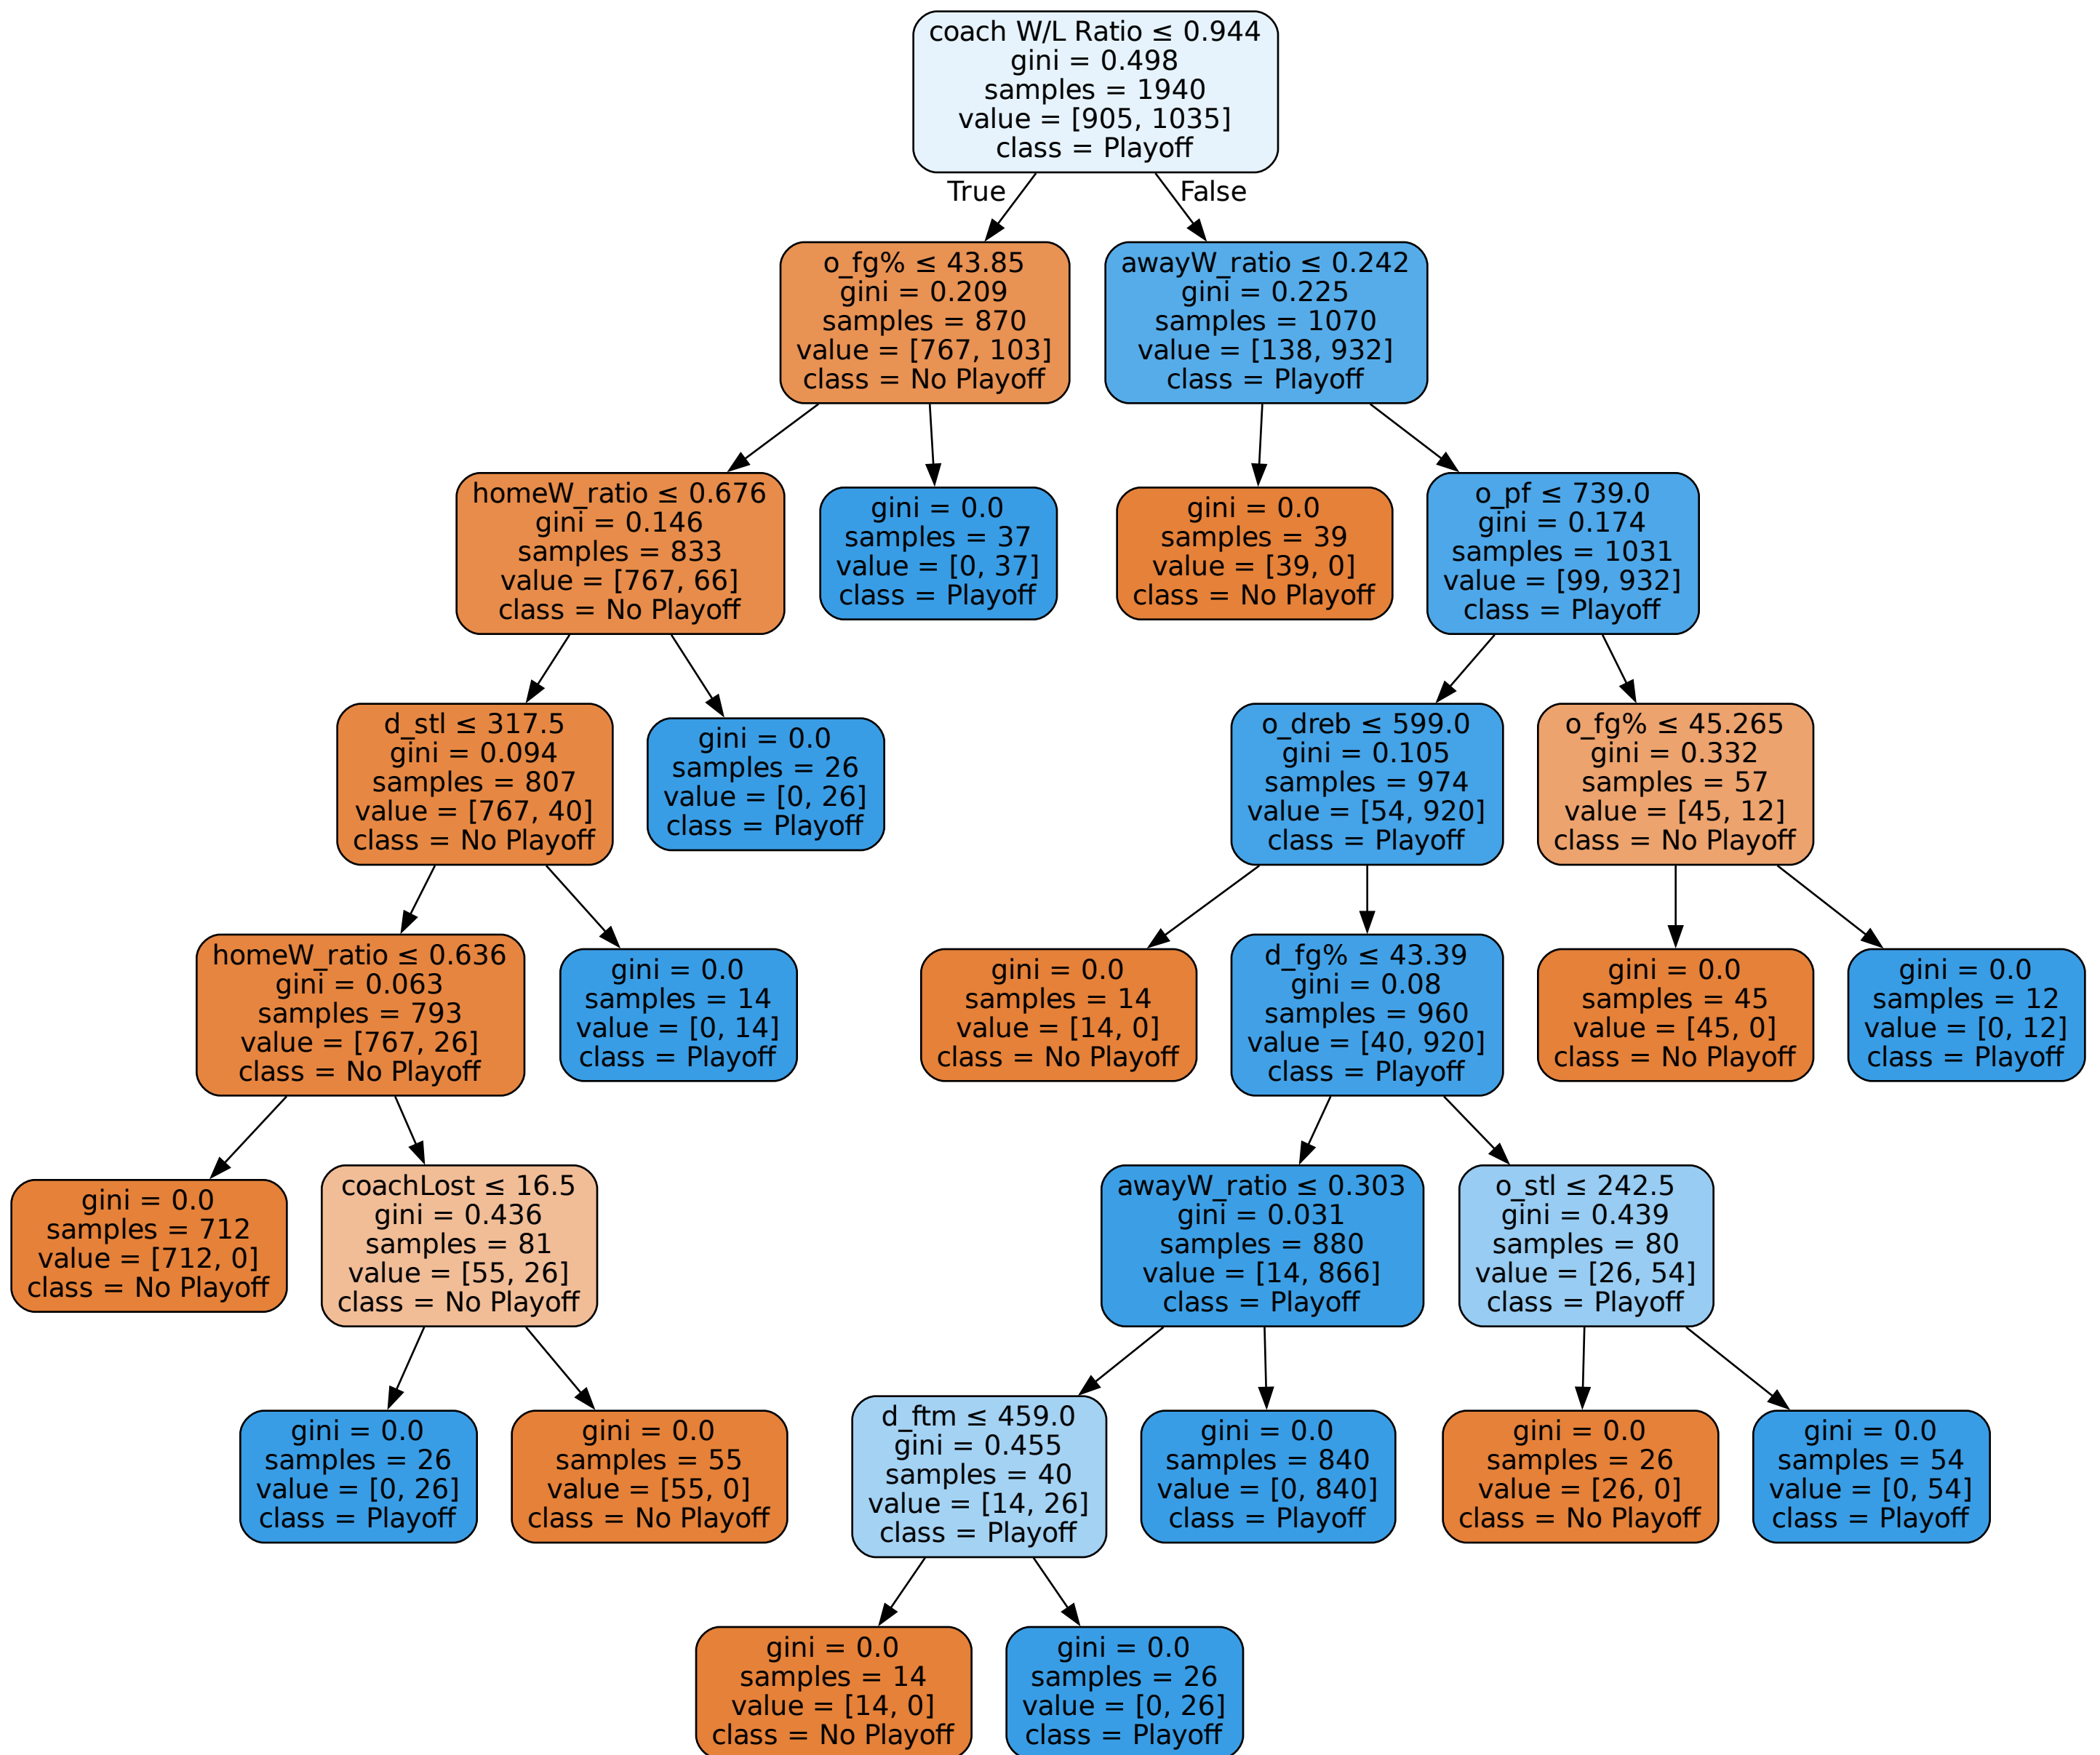 coach W/L Ratio ≤ 0.944
gini = 0.498
samples = 1940
value = [905, 1035]
class = Playoff
True
False
o_fg% ≤ 43.85
gini = 0.209
samples = 870
value = [767, 103]
class = No Playoff
awayW_ratio ≤ 0.242
gini = 0.225
samples = 1070
value = [138, 932]
class = Playoff
homeW_ratio ≤ 0.676
gini = 0.146
samples = 833
value = [767, 66]
class = No Playoff
gini = 0.0
samples = 37
value = [0, 37]
class = Playoff
gini = 0.0
samples = 39
value = [39, 0]
class = No Playoff
o_pf ≤ 739.0
gini = 0.174
samples = 1031
value = [99, 932]
class = Playoff
d_stl ≤ 317.5
gini = 0.094
samples = 807
value = [767, 40]
class = No Playoff
gini = 0.0
samples = 26
value = [0, 26]
class = Playoff
o_dreb ≤ 599.0
gini = 0.105
samples = 974
value = [54, 920]
class = Playoff
o_fg% ≤ 45.265
gini = 0.332
samples = 57
value = [45, 12]
class = No Playoff
homeW_ratio ≤ 0.636
gini = 0.063
samples = 793
value = [767, 26]
class = No Playoff
gini = 0.0
samples = 14
value = [0, 14]
class = Playoff
gini = 0.0
samples = 14
value = [14, 0]
class = No Playoff
d_fg% ≤ 43.39
gini = 0.08
samples = 960
value = [40, 920]
class = Playoff
gini = 0.0
samples = 45
value = [45, 0]
class = No Playoff
gini = 0.0
samples = 12
value = [0, 12]
class = Playoff
gini = 0.0
samples = 712
value = [712, 0]
class = No Playoff
coachLost ≤ 16.5
gini = 0.436
samples = 81
value = [55, 26]
class = No Playoff
awayW_ratio ≤ 0.303
gini = 0.031
samples = 880
value = [14, 866]
class = Playoff
o_stl ≤ 242.5
gini = 0.439
samples = 80
value = [26, 54]
class = Playoff
gini = 0.0
samples = 26
value = [0, 26]
class = Playoff
gini = 0.0
samples = 55
value = [55, 0]
class = No Playoff
d_ftm ≤ 459.0
gini = 0.455
samples = 40
value = [14, 26]
class = Playoff
gini = 0.0
samples = 840
value = [0, 840]
class = Playoff
gini = 0.0
samples = 26
value = [26, 0]
class = No Playoff
gini = 0.0
samples = 54
value = [0, 54]
class = Playoff
gini = 0.0
samples = 14
value = [14, 0]
class = No Playoff
gini = 0.0
samples = 26
value = [0, 26]
class = Playoff